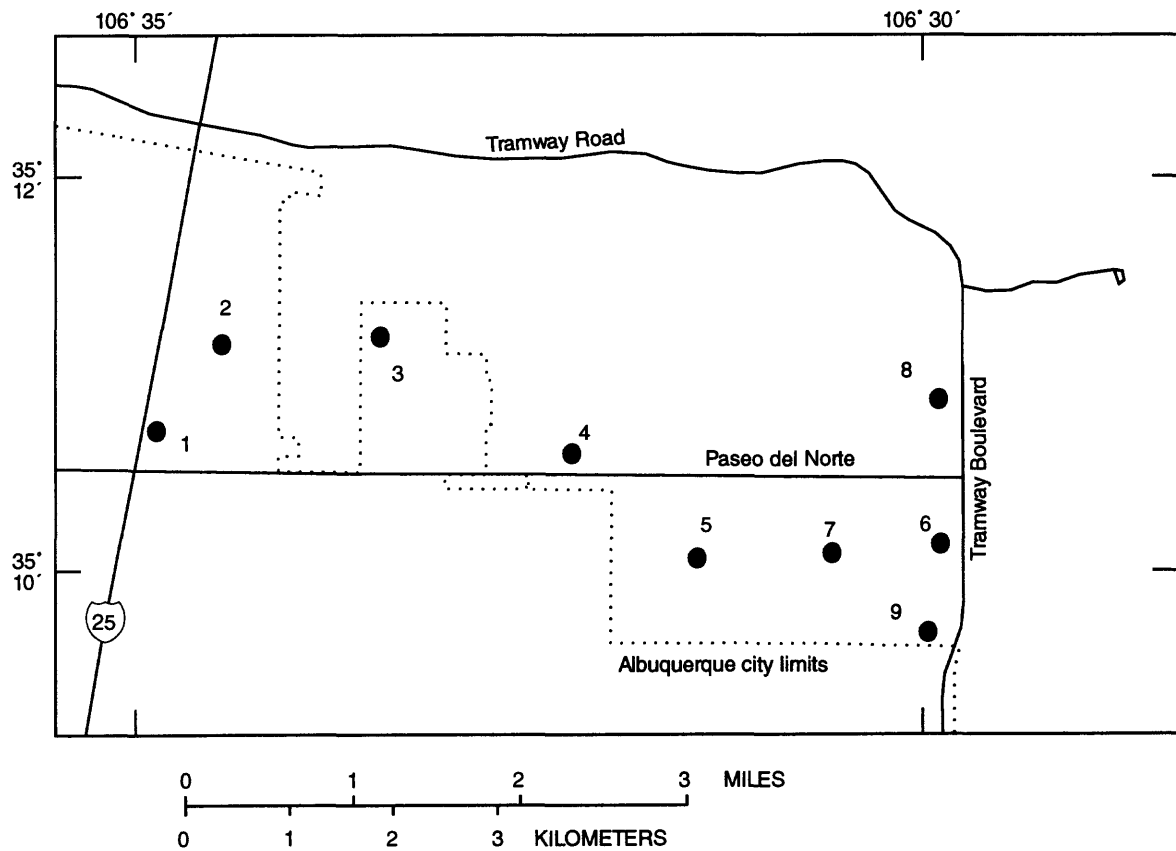 106° 35′
106° 30′
Tramway Road
35°
12′
2
3
8
1
4
Paseo del Norte
Tramway Boulevard
5
7
6
35°
10′
9
25
Albuquerque city limits
0 1 2 3 MILES
0 1 2 3 KILOMETERS